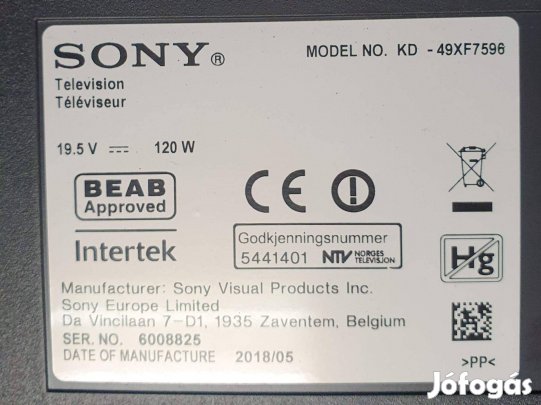 SONY®
MODEL NO. KD - 49XF7596
Television
Téléviseur
19.5 V ⎓ 120 W
BEAB
Approved
CE
Intertek
Godkjenningsnummer
5441401 NTV NORGES TELEVISJON
Hg
Manufacturer: Sony Visual Products Inc.
Sony Europe Limited
Da Vincilaan 7-D1, 1935 Zaventem, Belgium
SER. NO. 6008825
DATE OF MANUFACTURE 2018/05
>PP<
Jófogás